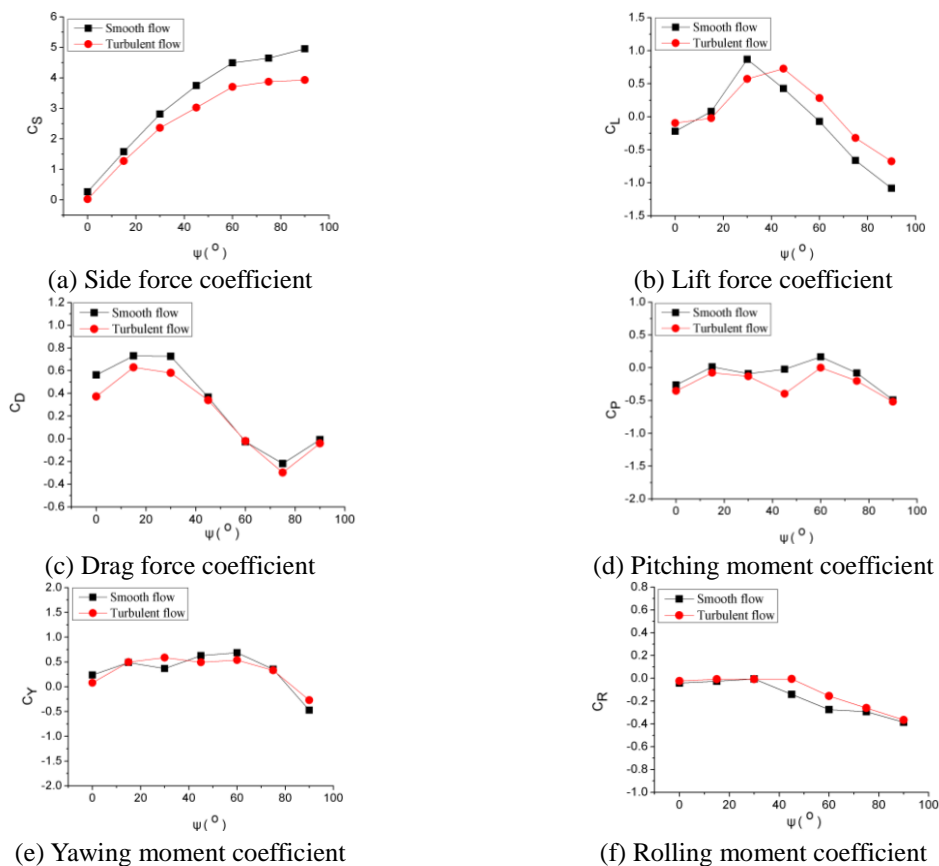 6
5
4
3
2
1
0
C_S
Smooth flow
Turbulent flow
0 20 40 60 80 100
ψ( ° )
(a) Side force coefficient
1.5
1.0
0.5
0.0
-0.5
-1.0
-1.5
C_L
Smooth flow
Turbulent flow
0 20 40 60 80 100
ψ( ° )
(b) Lift force coefficient
1.2
1.0
0.8
0.6
0.4
0.2
0.0
-0.2
-0.4
-0.6
C_D
Smooth flow
Turbulent flow
0 20 40 60 80 100
ψ( ° )
(c) Drag force coefficient
1.0
0.5
0.0
-0.5
-1.0
-1.5
-2.0
C_P
Smooth flow
Turbulent flow
0 20 40 60 80 100
ψ( ° )
(d) Pitching moment coefficient
2.0
1.5
1.0
0.5
0.0
-0.5
-1.0
-1.5
-2.0
C_Y
Smooth flow
Turbulent flow
0 20 40 60 80 100
ψ( ° )
(e) Yawing moment coefficient
0.8
0.6
0.4
0.2
0.0
-0.2
-0.4
-0.6
-0.8
-1.0
C_R
Smooth flow
Turbulent flow
0 20 40 60 80 100
ψ( ° )
(f) Rolling moment coefficient